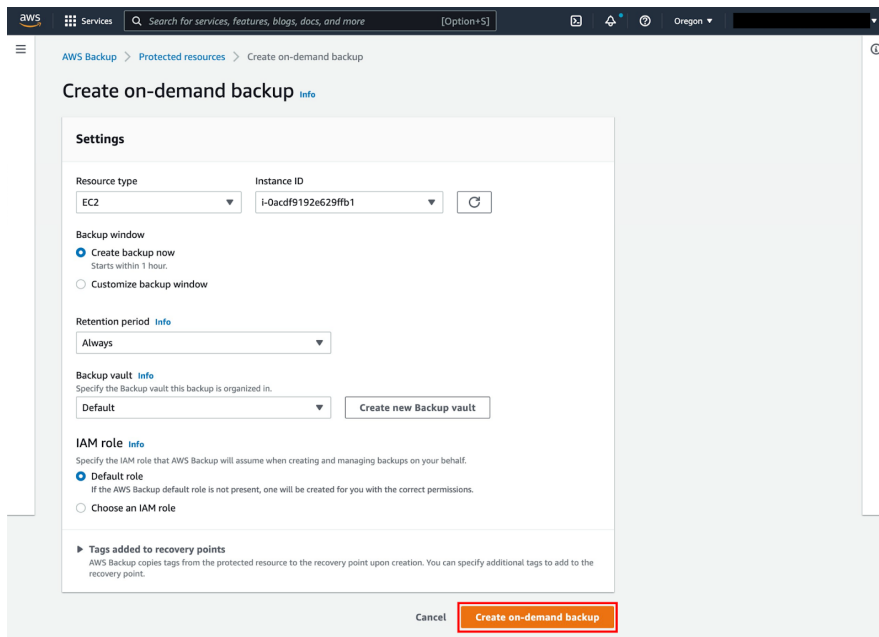 aws Services Search for services, features, blogs, docs, and more [Option+S] Oregon
AWS Backup > Protected resources > Create on-demand backup
Create on-demand backup Info
Settings
Resource type Instance ID
EC2 i-0acdf9192e629ffb1
Backup window
Create backup now
Starts within 1 hour.
Customize backup window
Retention period Info
Always
Backup vault Info
Specify the Backup vault this backup is organized in.
Default Create new Backup vault
IAM role Info
Specify the IAM role that AWS Backup will assume when creating and managing backups on your behalf.
Default role
If the AWS Backup default role is not present, one will be created for you with the correct permissions.
Choose an IAM role
Tags added to recovery points
AWS Backup copies tags from the protected resource to the recovery point upon creation. You can specify additional tags to add to the
recovery point.
Cancel Create on-demand backup